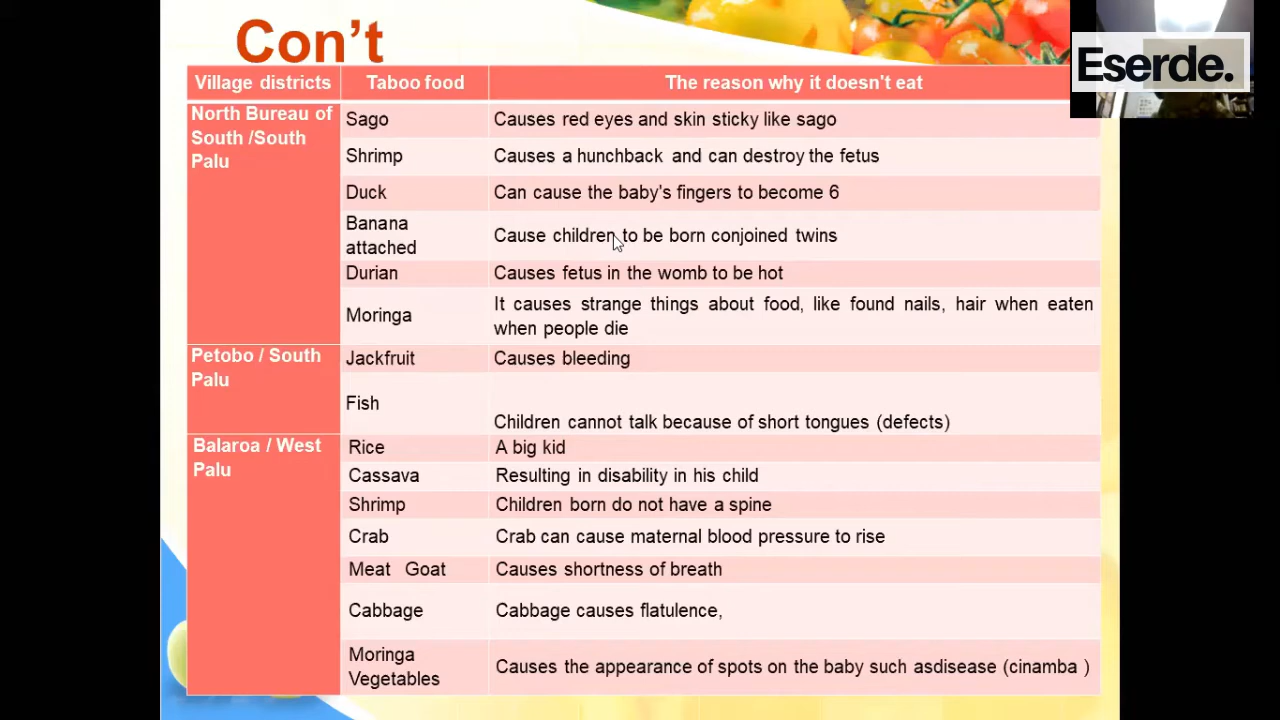 Con't
Eserde.
Village districts Taboo food The reason why it doesn't eat
North Bureau of
South /South
Palu
Sago Causes red eyes and skin sticky like sago
Shrimp Causes a hunchback and can destroy the fetus
Duck Can cause the baby's fingers to become 6
Banana
attached
Cause children to be born conjoined twins
Durian Causes fetus in the womb to be hot
Moringa
It causes strange things about food, like found nails, hair when eaten
when people die
Petobo / South
Palu
Jackfruit Causes bleeding
Fish
Children cannot talk because of short tongues (defects)
Balaroa / West
Palu
Rice A big kid
Cassava Resulting in disability in his child
Shrimp Children born do not have a spine
Crab Crab can cause maternal blood pressure to rise
Meat Goat Causes shortness of breath
Cabbage Cabbage causes flatulence,
Moringa
Vegetables
Causes the appearance of spots on the baby such asdisease (cinamba )